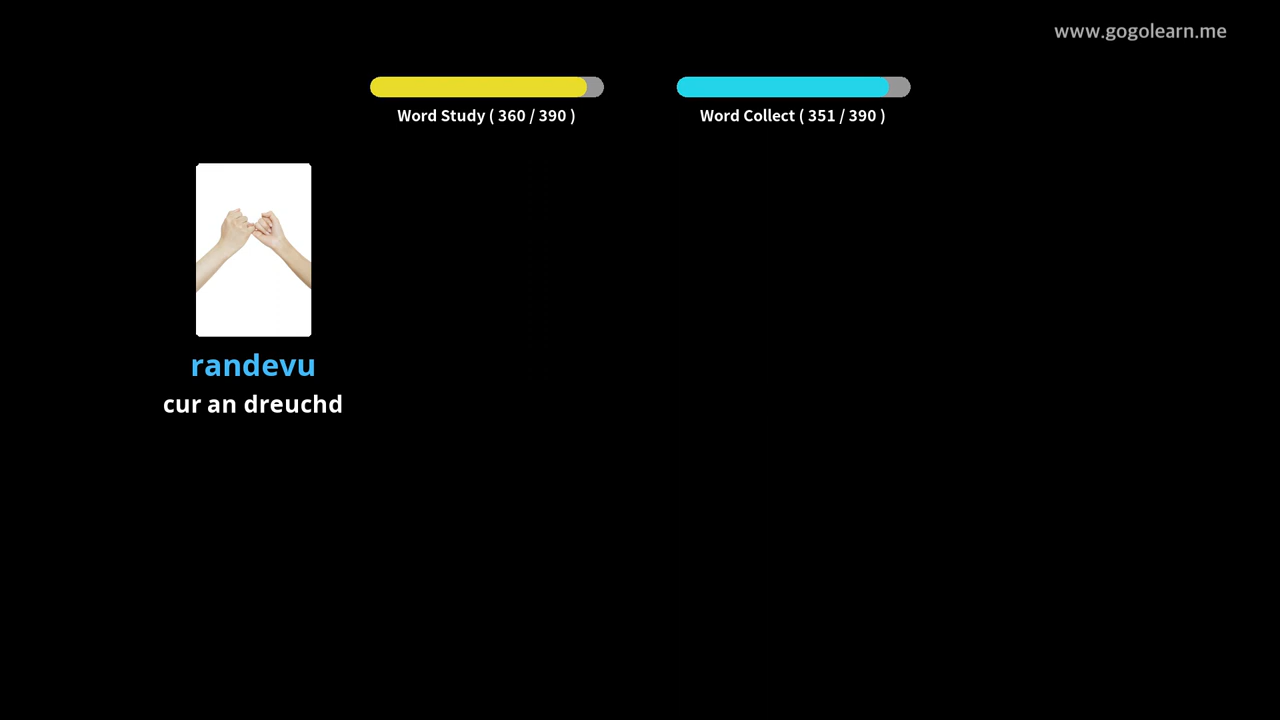 www.gogolearn.me
Word Study ( 360 / 390 )
Word Collect ( 351 / 390 )
randevu
cur an dreuchd